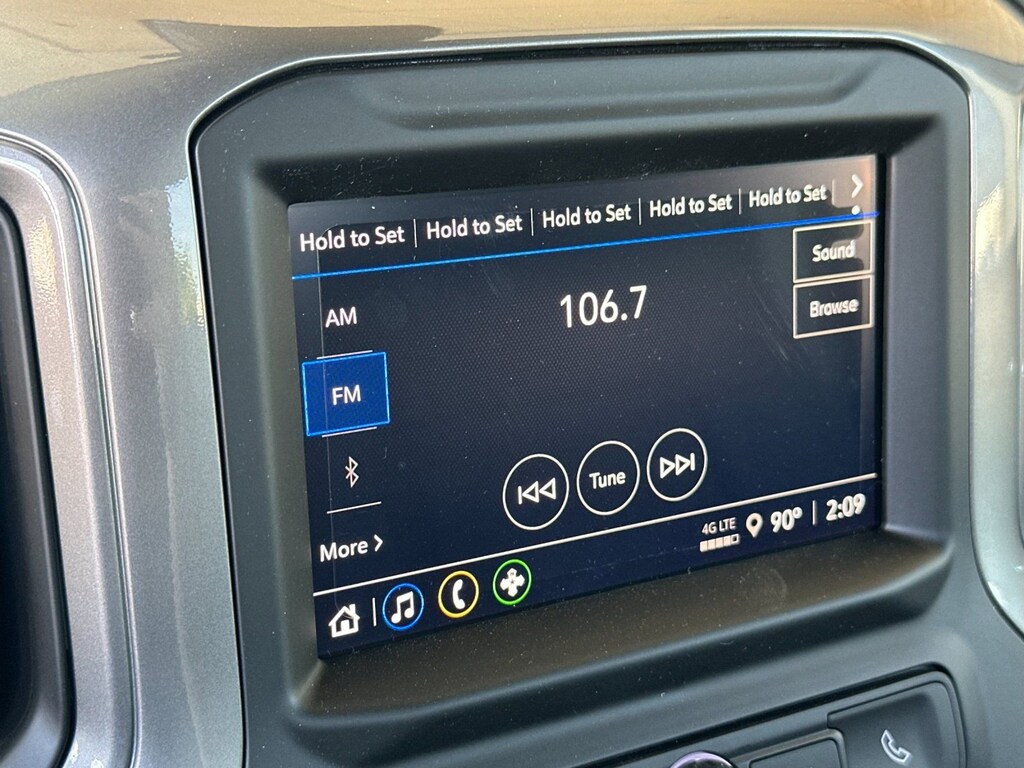 Hold to Set Hold to Set Hold to Set Hold to Set Hold to Set
Sound
AM
106.7
Browse
FM
Tune
More
4G LTE
90°
2:09